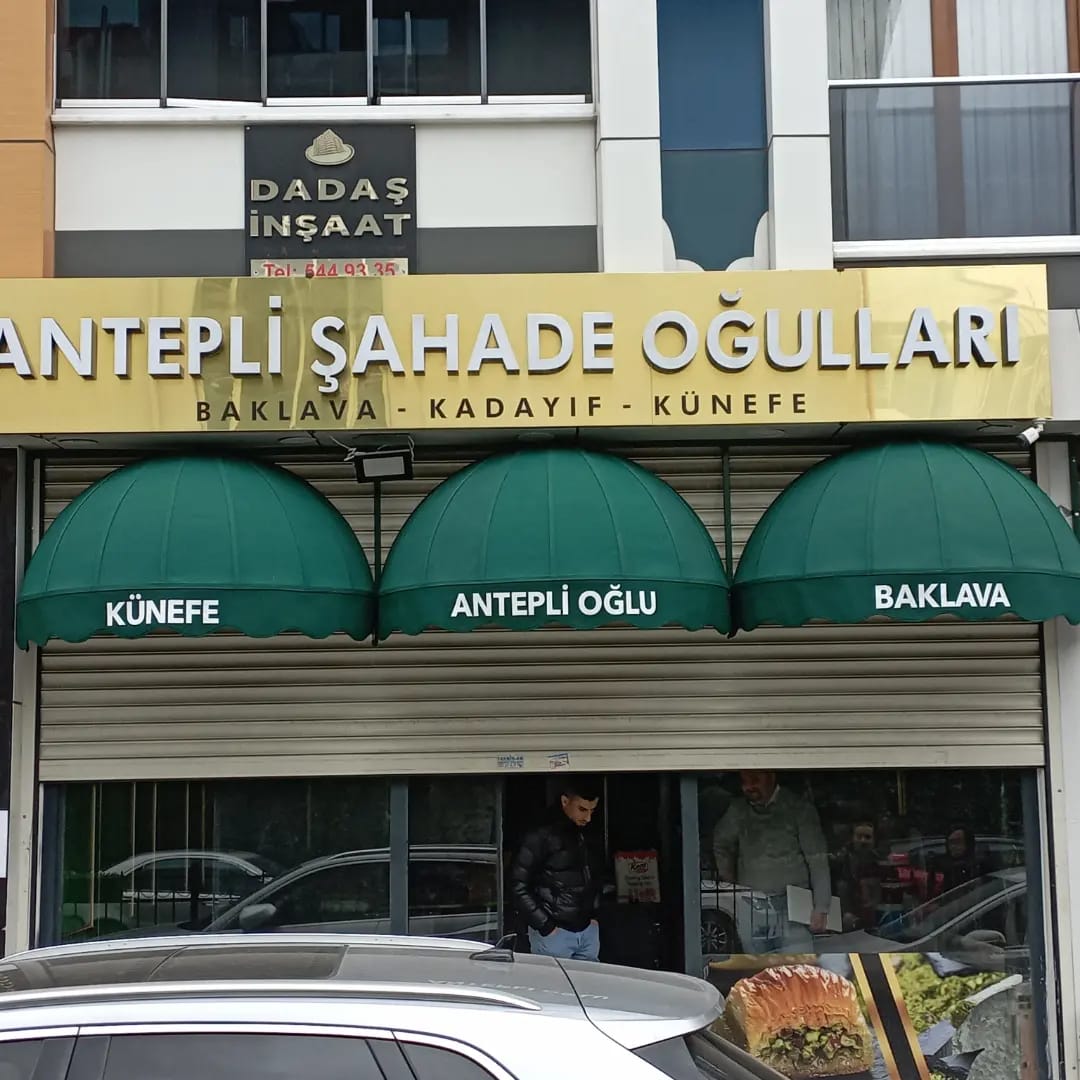 DADAŞ
İNŞAAT
Tel: 544 93 35
ANTEPLİ ŞAHADE OĞULLARI
BAKLAVA - KADAYIF - KÜNEFE
KÜNEFE
ANTEPLİ OĞLU
BAKLAVA